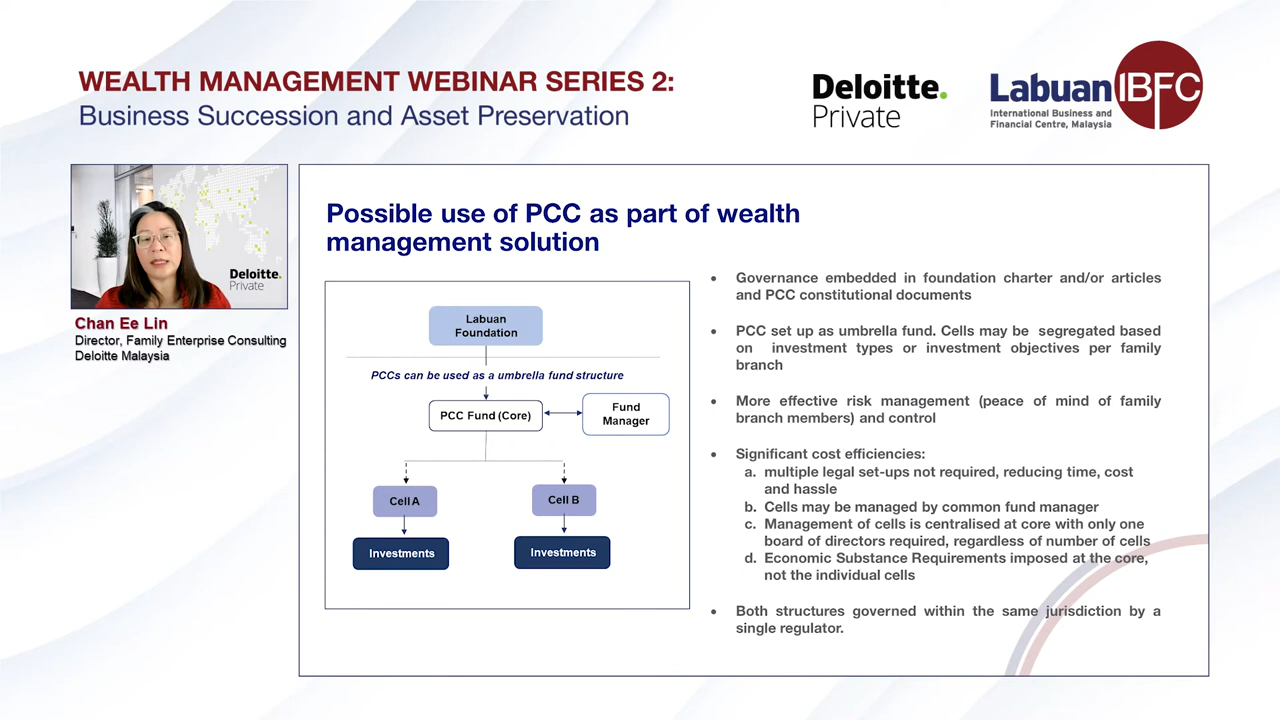 WEALTH MANAGEMENT WEBINAR SERIES 2:
Business Succession and Asset Preservation
Deloitte.
Private
Labuan IBFC
International Business and
Financial Centre, Malaysia
Deloitte.
Private
Chan Ee Lin
Director, Family Enterprise Consulting
Deloitte Malaysia
Possible use of PCC as part of wealth
management solution
Labuan
Foundation
PCCs can be used as a umbrella fund structure
PCC Fund (Core)
Fund
Manager
Cell A
Cell B
Investments
Investments
• Governance embedded in foundation charter and/or articles
and PCC constitutional documents
• PCC set up as umbrella fund. Cells may be segregated based
on investment types or investment objectives per family
branch
• More effective risk management (peace of mind of family
branch members) and control
• Significant cost efficiencies:
a. multiple legal set-ups not required, reducing time, cost
and hassle
b. Cells may be managed by common fund manager
c. Management of cells is centralised at core with only one
board of directors required, regardless of number of cells
d. Economic Substance Requirements imposed at the core,
not the individual cells
• Both structures governed within the same jurisdiction by a
single regulator.